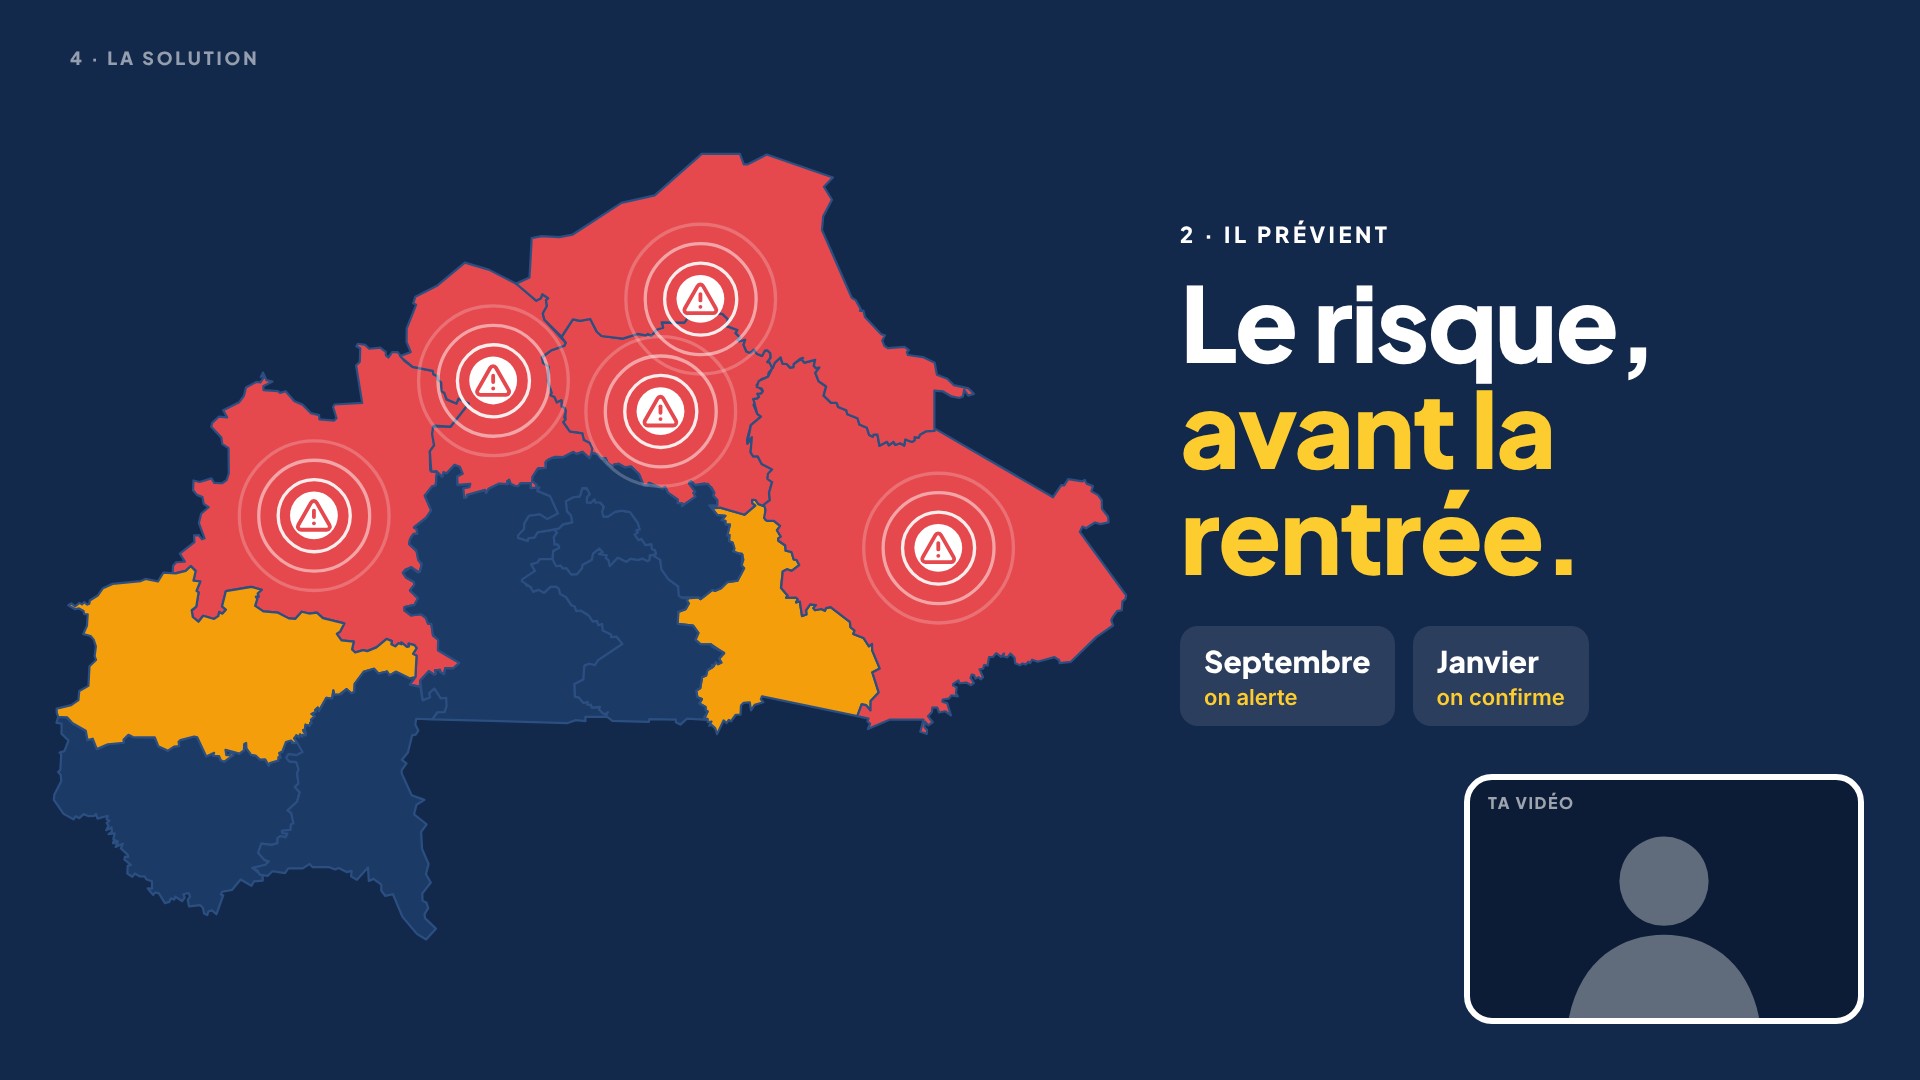 4 · LA SOLUTION
2 · IL PRÉVIENT
Le risque,
avant la
rentrée.
Septembre
on alerte
Janvier
on confirme
TA VIDÉO